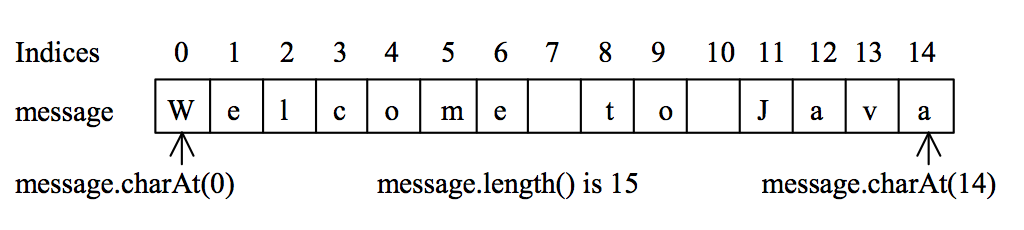 Indices 0 1 2 3 4 5 6 7 8 9 10 11 12 13 14
message W e l c o m e t o J a v a
message.charAt(0) message.length() is 15 message.charAt(14)